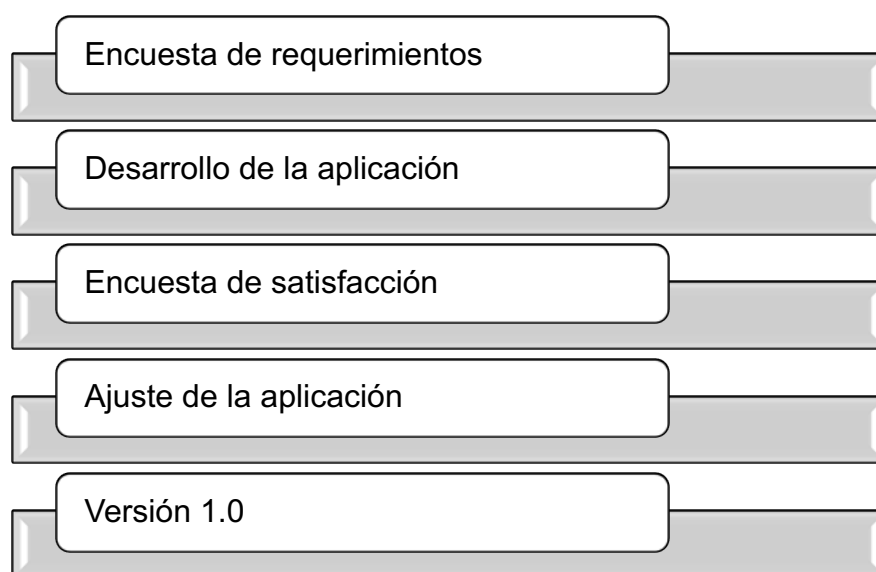 Encuesta de requerimientos
Desarrollo de la aplicación
Encuesta de satisfacción
Ajuste de la aplicación
Versión 1.0